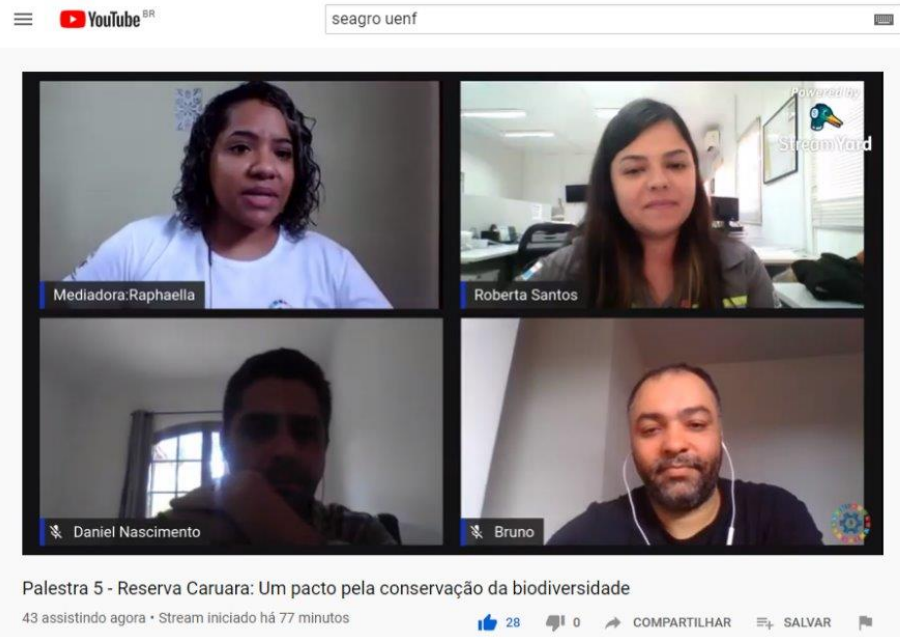 YouTube BR
seagro uenf
Powered by
StreamYard
Mediadora:Raphaella
Roberta Santos
Daniel Nascimento
Bruno
Palestra 5 - Reserva Caruara: Um pacto pela conservação da biodiversidade
43 assistindo agora • Stream iniciado há 77 minutos
28
0
COMPARTILHAR
SALVAR